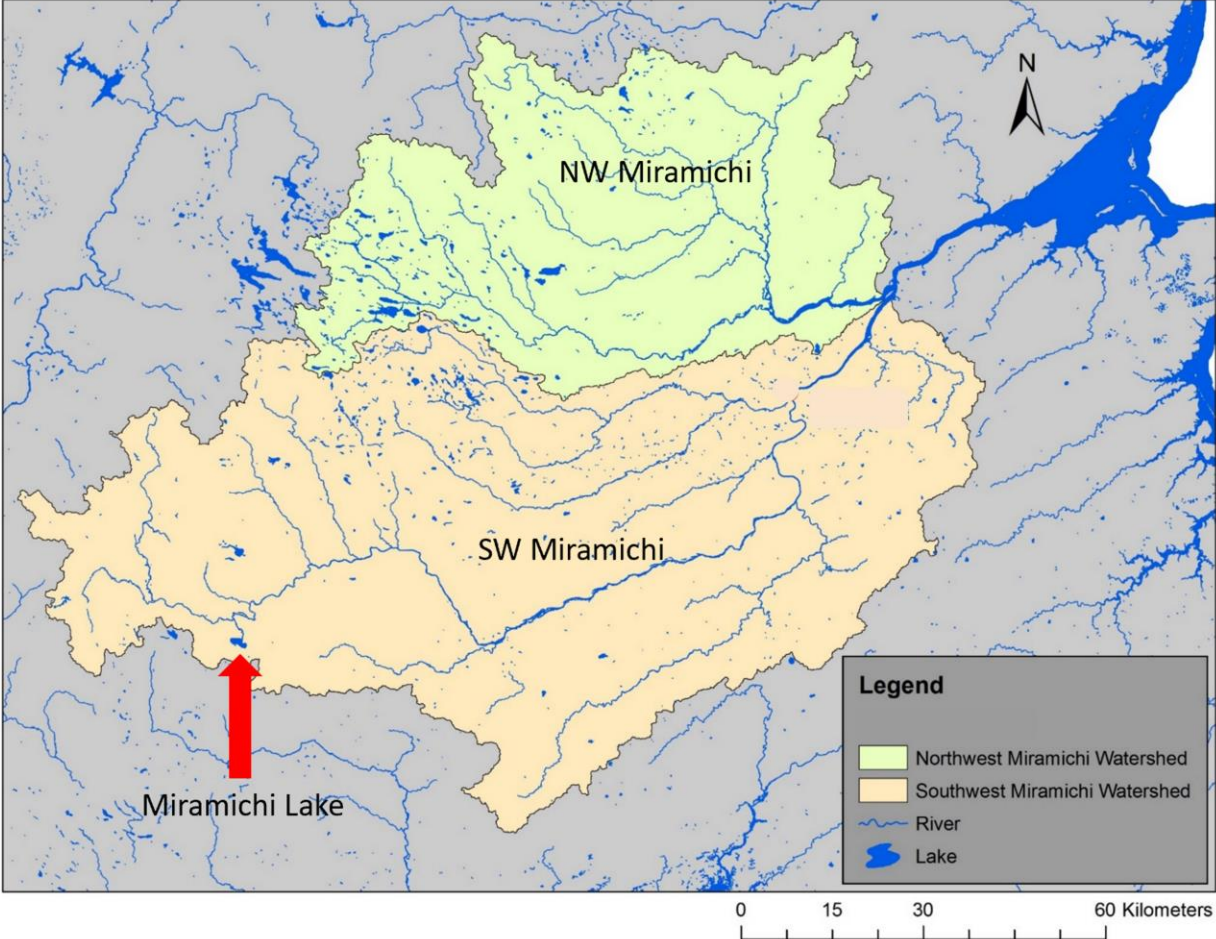 N
NW Miramichi
SW Miramichi
Miramichi Lake
Legend
Northwest Miramichi Watershed
Southwest Miramichi Watershed
River
Lake
0 15 30 60 Kilometers